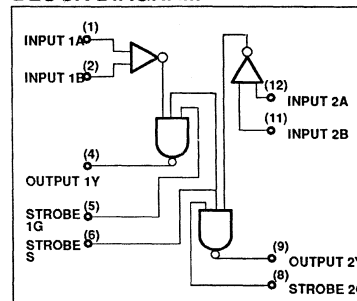 (1)
INPUT 1A
(2)
INPUT 1B
(12)
INPUT 2A
(11)
INPUT 2B
(4)
OUTPUT 1Y
(5)
STROBE
1G
(6)
STROBE
S
(9)
OUTPUT 2Y
(8)
STROBE